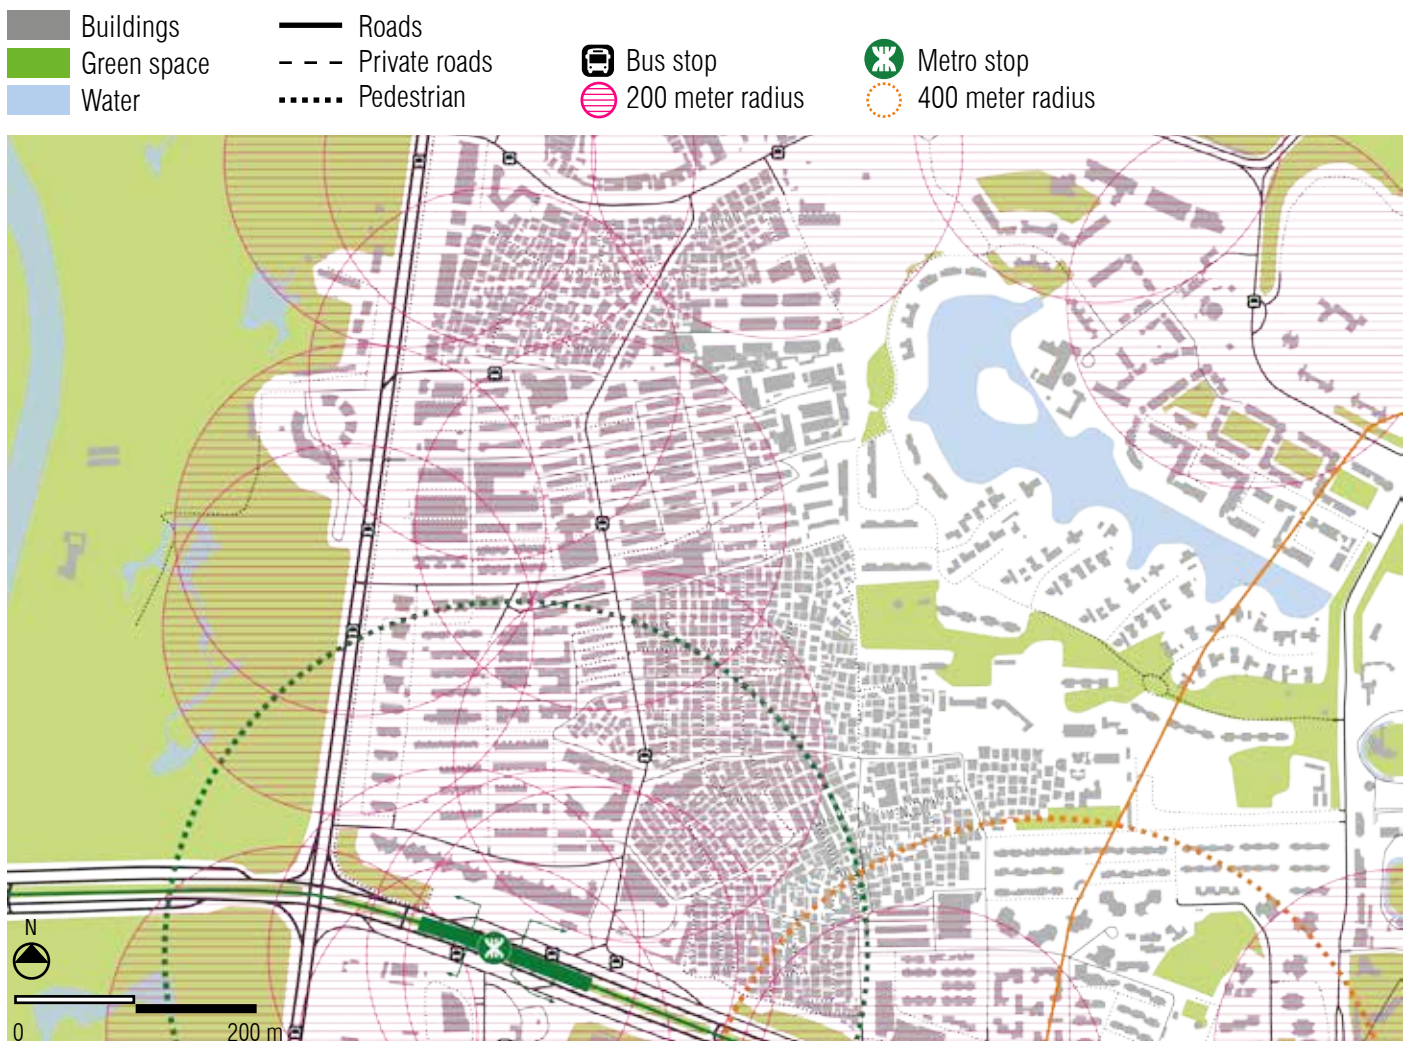 Buildings
Green space
Water
Roads
Private roads
Pedestrian
Bus stop
200 meter radius
Metro stop
400 meter radius
N
0 200 m